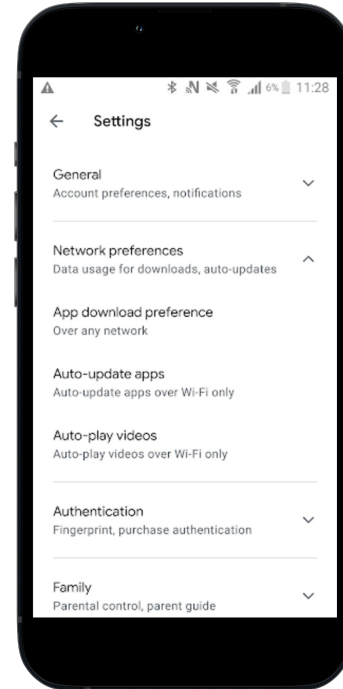 6% 11:28
Settings
General
Account preferences, notifications
Network preferences
Data usage for downloads, auto-updates
App download preference
Over any network
Auto-update apps
Auto-update apps over Wi-Fi only
Auto-play videos
Auto-play videos over Wi-Fi only
Authentication
Fingerprint, purchase authentication
Family
Parental control, parent guide